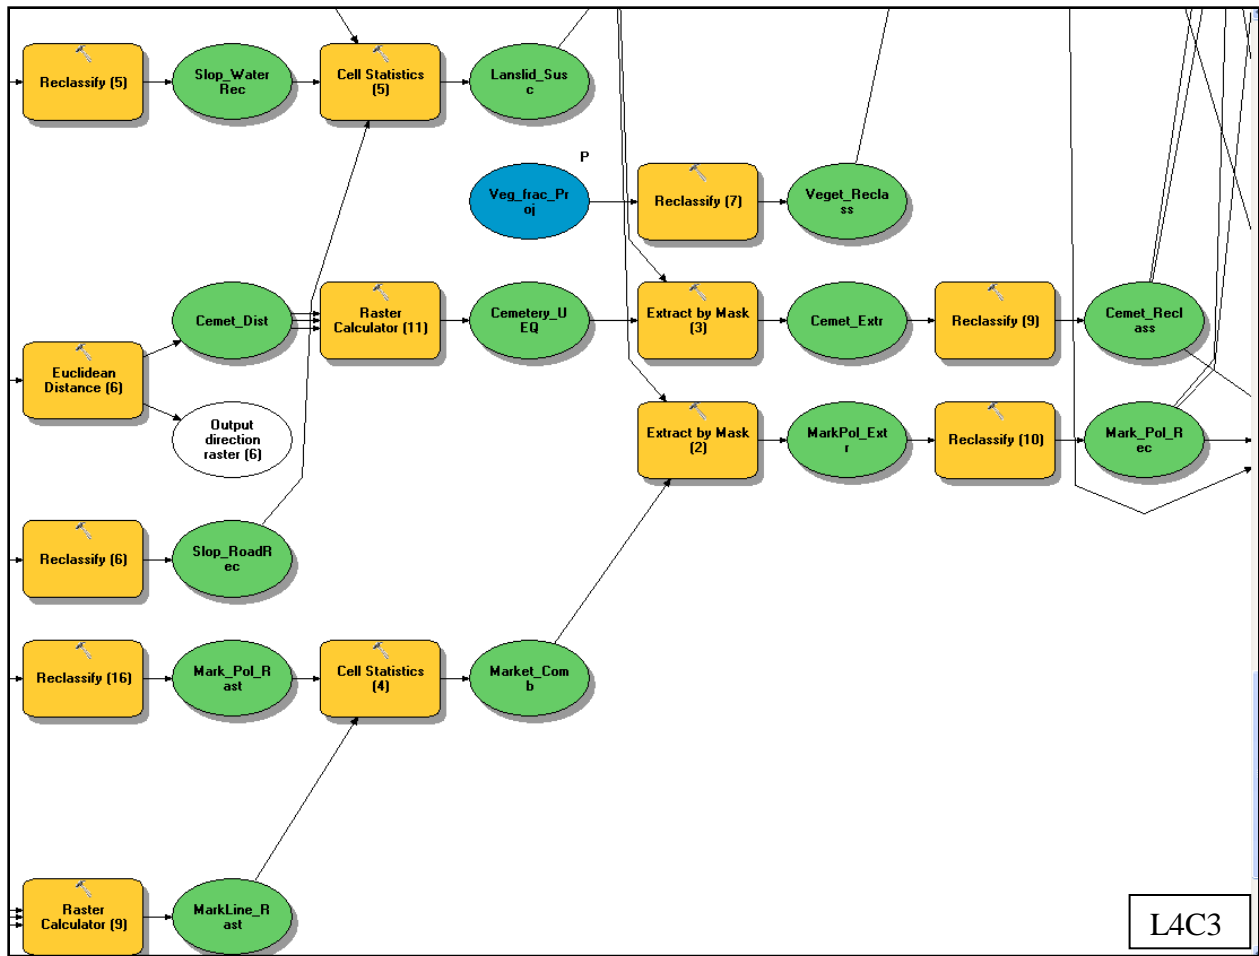 Reclassify (5)
Slop_Water
Rec
Cell Statistics
(5)
Lanslid_Sus
c
P
Veg_frac_Pr
oj
Reclassify (7)
Veget_Recla
ss
Cemet_Dist
Raster
Calculator (11)
Cemetery_U
EQ
Extract by Mask
(3)
Cemet_Extr
Reclassify (9)
Cemet_Recl
ass
Euclidean
Distance (6)
Output
direction
raster (6)
Extract by Mask
(2)
MarkPol_Ext
r
Reclassify (10)
Mark_Pol_R
ec
Reclassify (6)
Slop_RoadR
ec
Reclassify (16)
Mark_Pol_R
ast
Cell Statistics
(4)
Market_Com
b
Raster
Calculator (9)
MarkLine_R
ast
L4C3